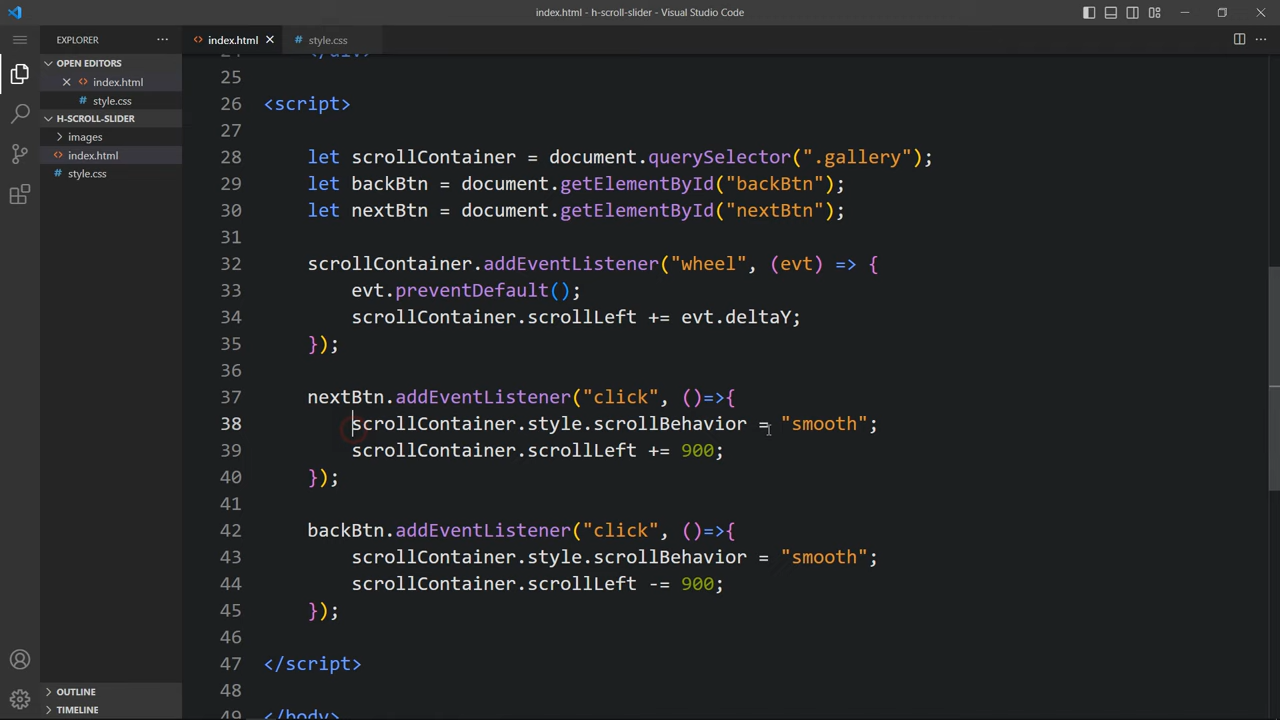 index.html - h-scroll-slider - Visual Studio Code
EXPLORER
OPEN EDITORS
index.html
style.css
H-SCROLL-SLIDER
images
index.html
style.css
OUTLINE
TIMELINE
index.html
style.css
25
26 <script>
27
28 let scrollContainer = document.querySelector(".gallery");
29 let backBtn = document.getElementById("backBtn");
30 let nextBtn = document.getElementById("nextBtn");
31
32 scrollContainer.addEventListener("wheel", (evt) => {
33 evt.preventDefault();
34 scrollContainer.scrollLeft += evt.deltaY;
35 });
36
37 nextBtn.addEventListener("click", ()=>{
38 scrollContainer.style.scrollBehavior = "smooth";
39 scrollContainer.scrollLeft += 900;
40 });
41
42 backBtn.addEventListener("click", ()=>{
43 scrollContainer.style.scrollBehavior = "smooth";
44 scrollContainer.scrollLeft -= 900;
45 });
46
47 </script>
48
49 </body>